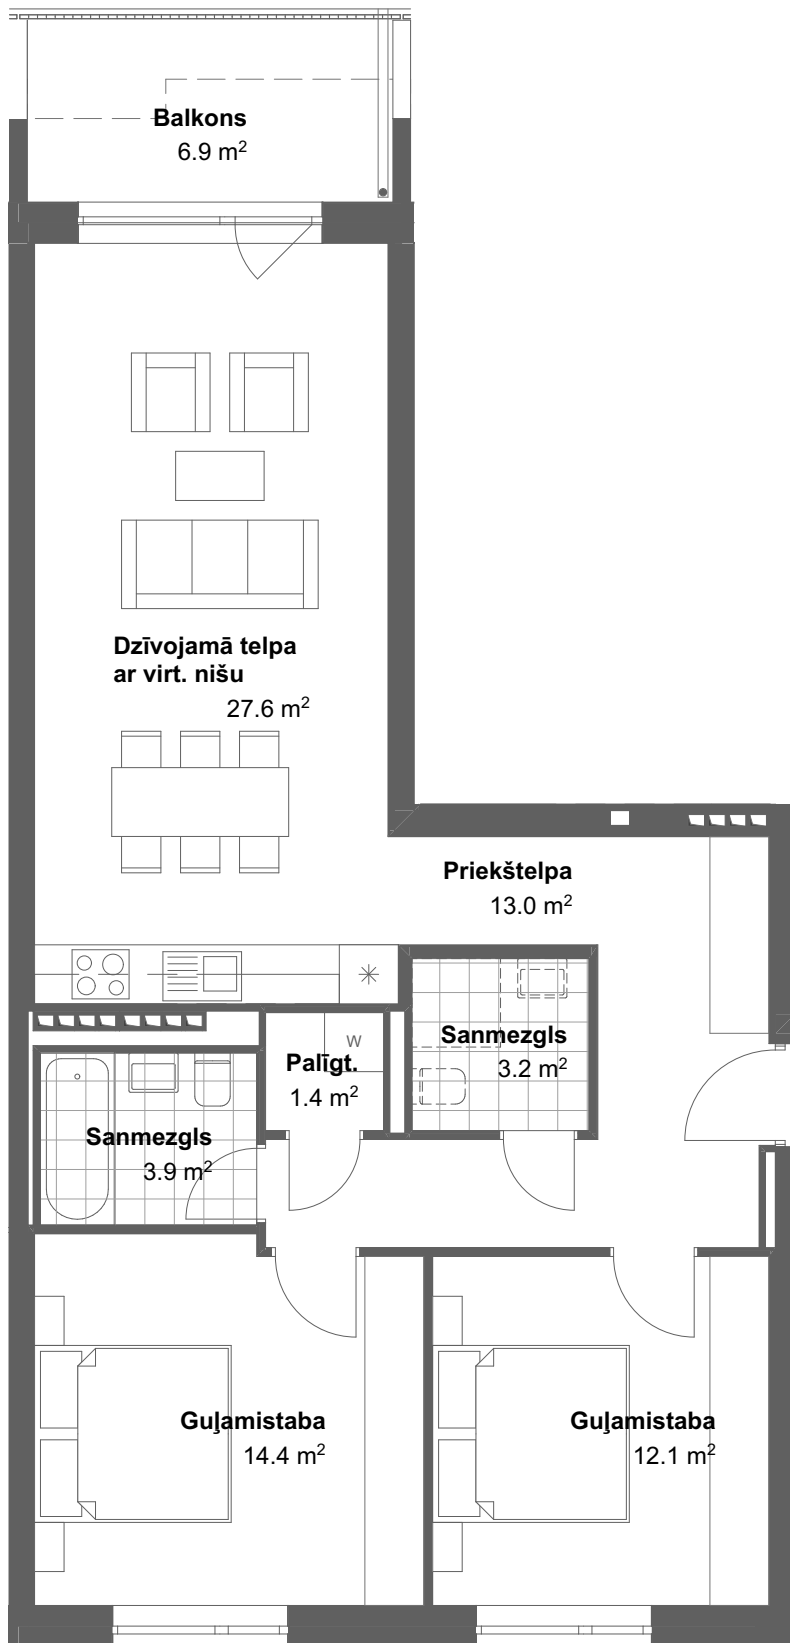 Balkons
6.9 m²
Dzīvojamā telpa
ar virt. nišu
27.6 m²
Priekštelpa
13.0 m²
Sanmezgls
3.2 m²
W
Palīgt.
1.4 m²
Sanmezgls
3.9 m²
Guļamistaba
14.4 m²
Guļamistaba
12.1 m²